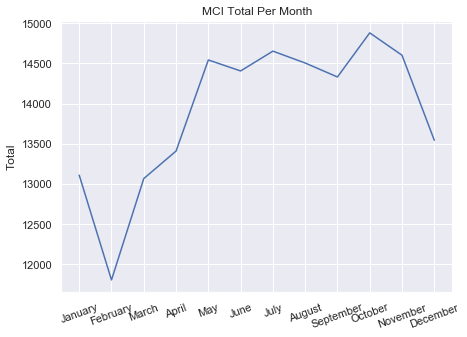 MCI Total Per Month
15000
14500
14000
13500
13000
12500
12000
Total
January
February
March
April
May
June
July
August
September
October
November
December